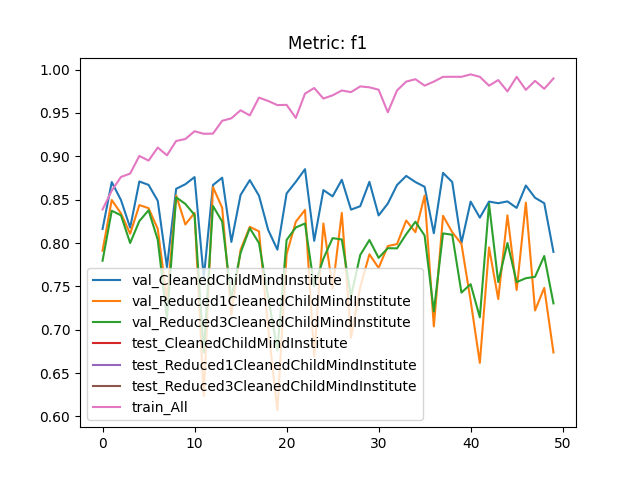 Metric: f1
1.00
0.95
0.90
0.85
0.80
0.75
0.70
0.65
0.60
val_CleanedChildMindInstitute
val_Reduced1CleanedChildMindInstitute
val_Reduced3CleanedChildMindInstitute
test_CleanedChildMindInstitute
test_Reduced1CleanedChildMindInstitute
test_Reduced3CleanedChildMindInstitute
train_All
0 10 20 30 40 50